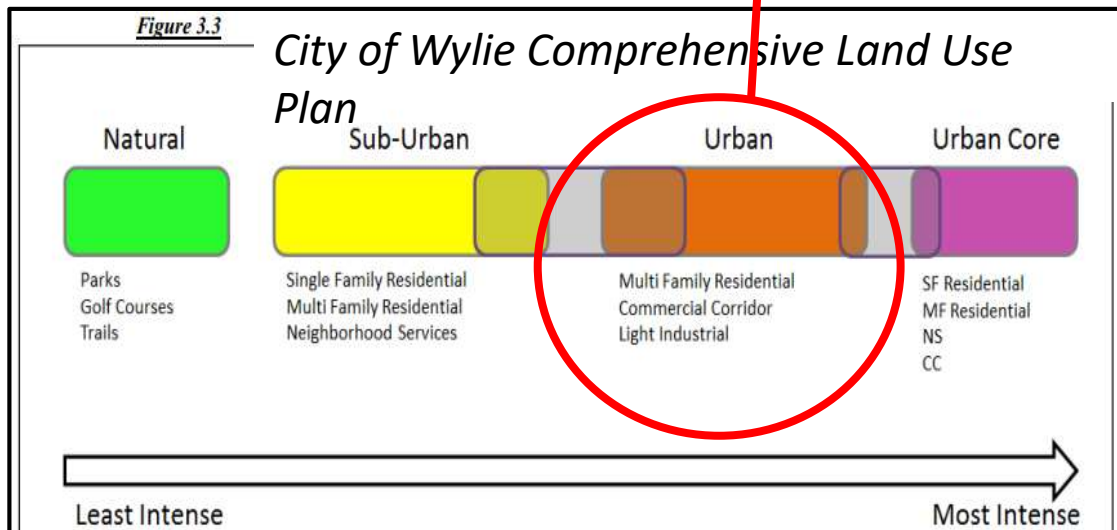 Figure 3.3
City of Wylie Comprehensive Land Use
Plan
Natural
Sub-Urban
Urban
Urban Core
Parks
Golf Courses
Trails
Single Family Residential
Multi Family Residential
Neighborhood Services
Multi Family Residential
Commercial Corridor
Light Industrial
SF Residential
MF Residential
NS
CC
Least Intense
Most Intense